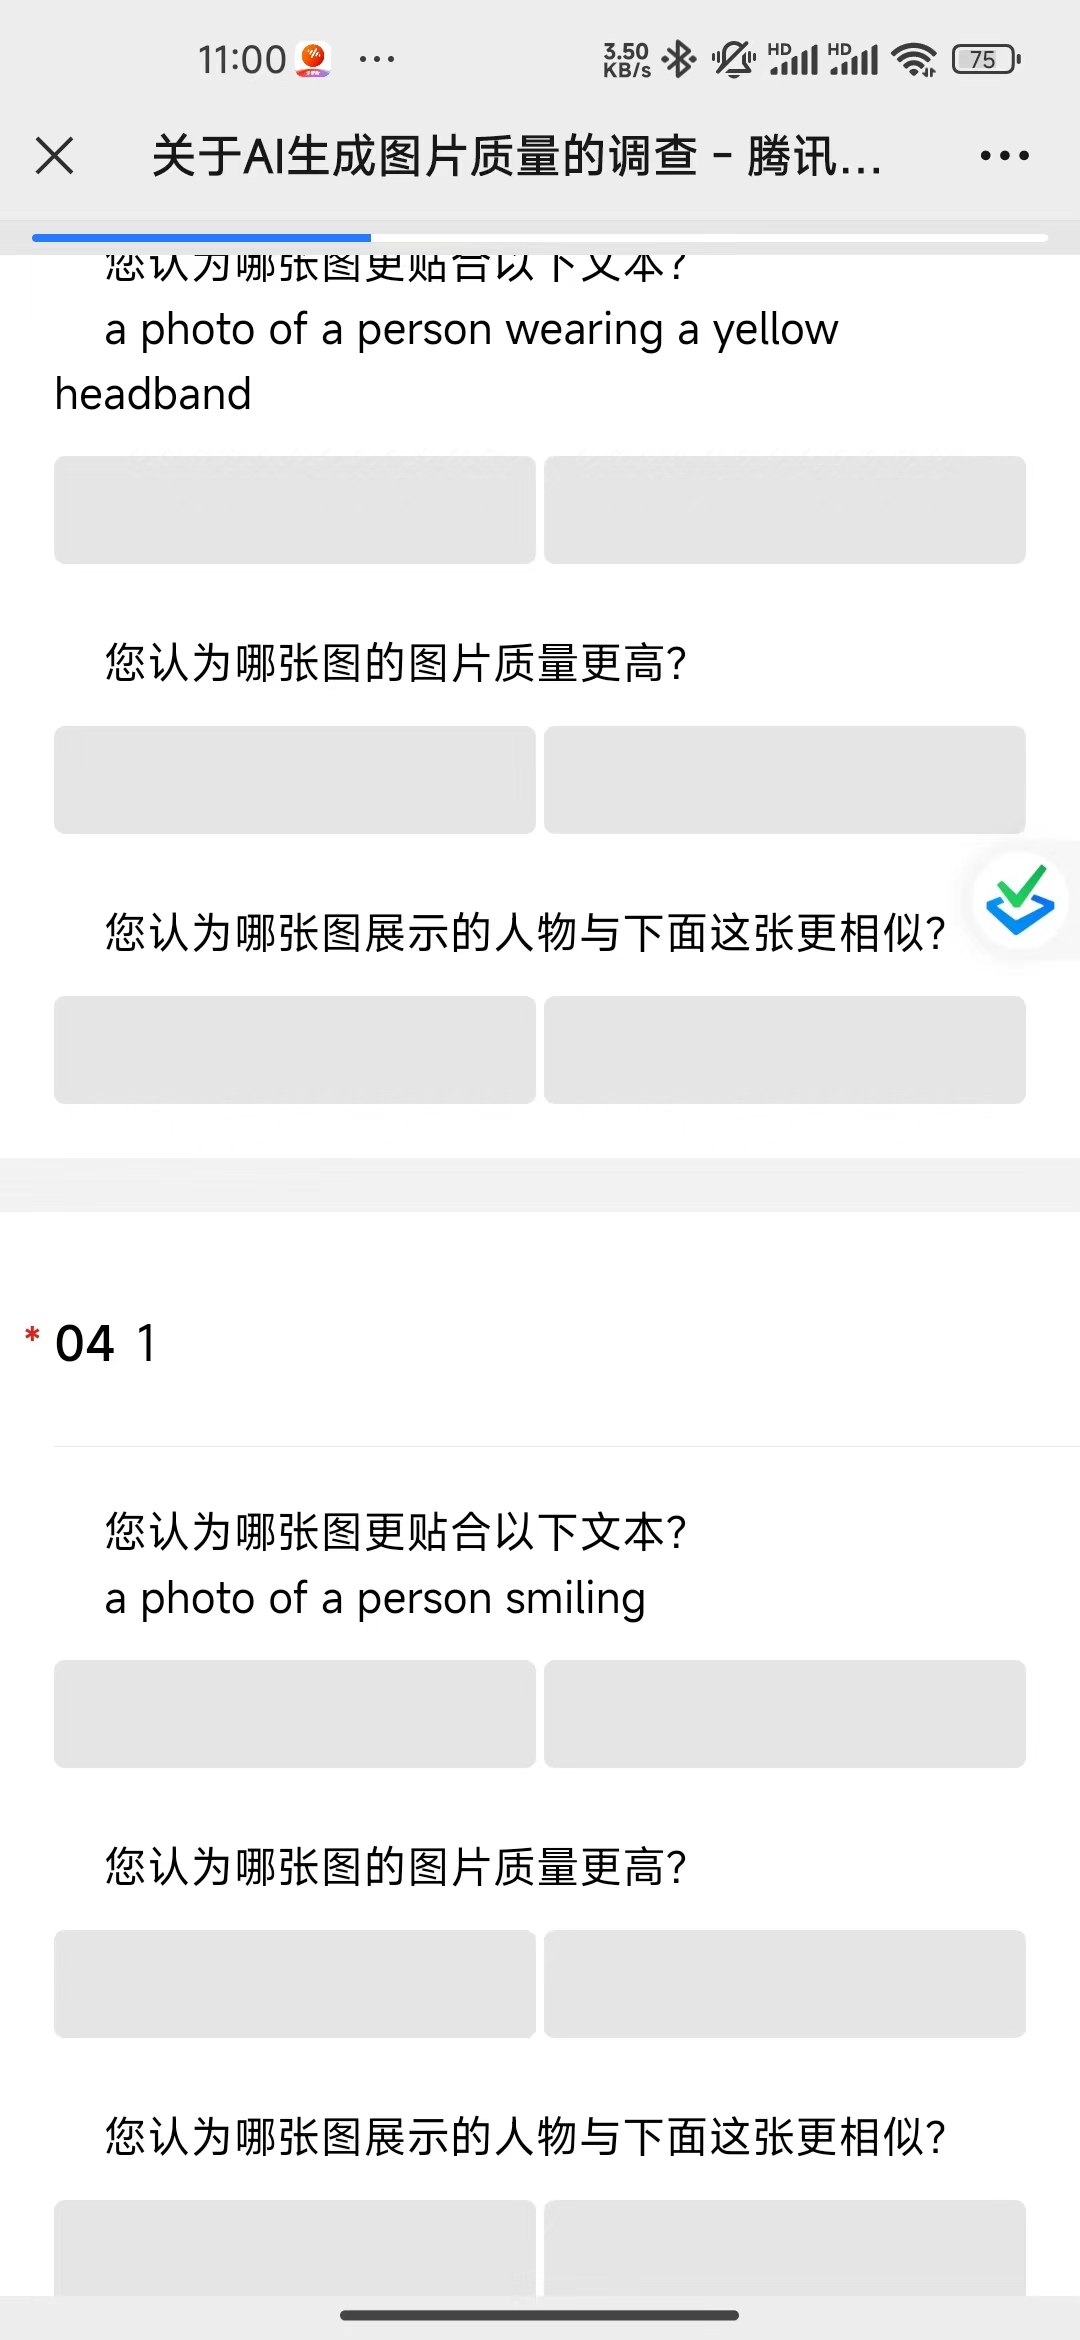 11:00
3.50 KB/s
HD
HD
75
关于AI生成图片质量的调查 - 腾讯...
您认为哪张图更贴合以下文本？
a photo of a person wearing a yellow
headband
您认为哪张图的图片质量更高？
您认为哪张图展示的人物与下面这张更相似？
* 04 1
您认为哪张图更贴合以下文本？
a photo of a person smiling
您认为哪张图的图片质量更高？
您认为哪张图展示的人物与下面这张更相似？